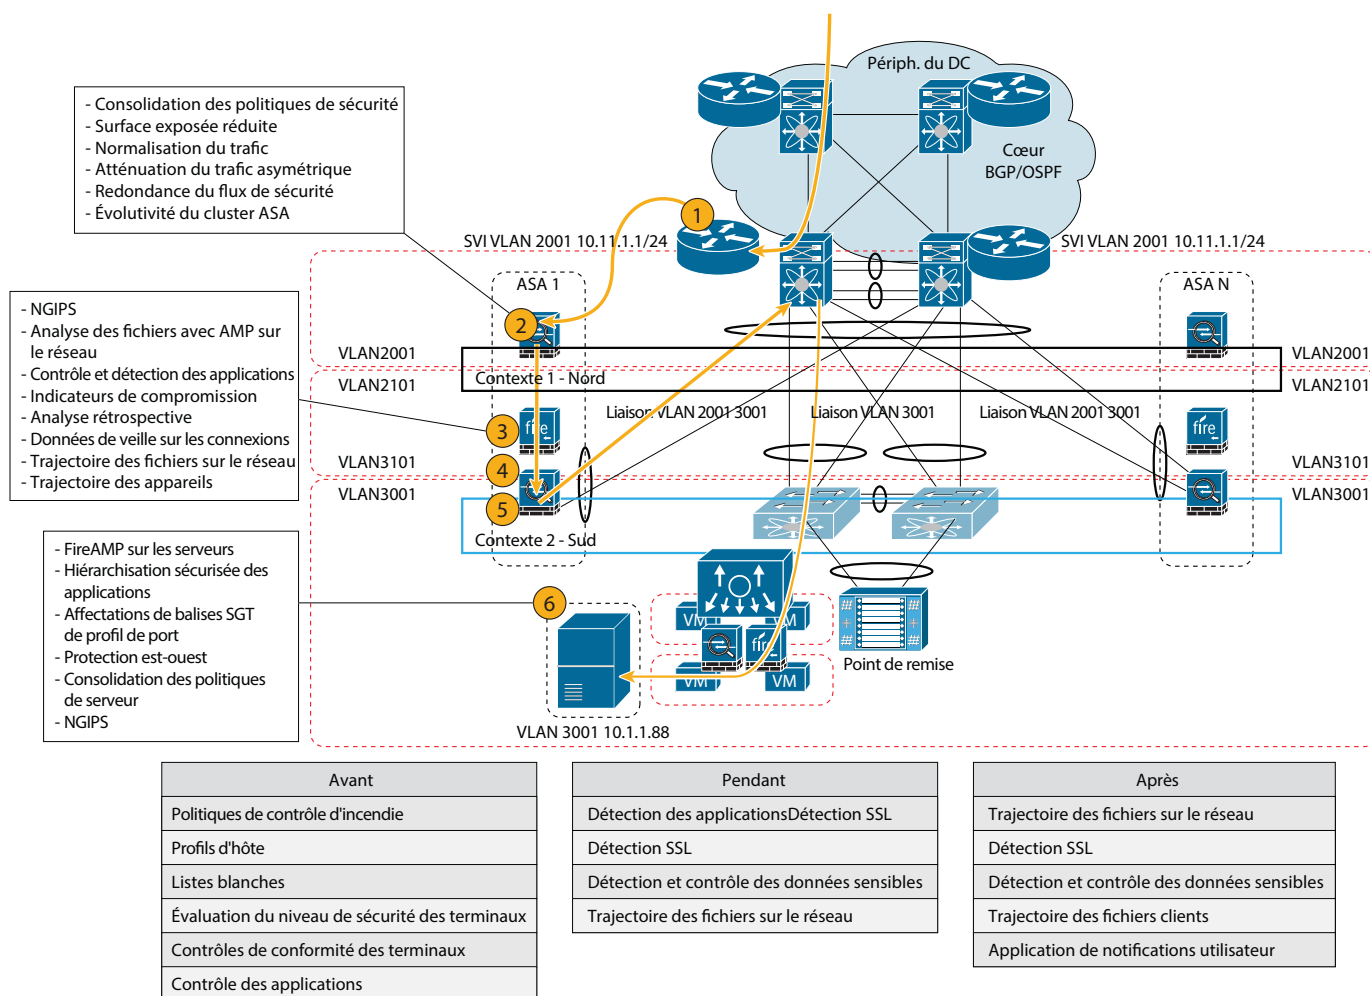 Périph. du DC
Cœur
BGP/OSPF
- Consolidation des politiques de sécurité
- Surface exposée réduite
- Normalisation du trafic
- Atténuation du trafic asymétrique
- Redondance du flux de sécurité
- Évolutivité du cluster ASA
1
SVI VLAN 2001 10.11.1.1/24
SVI VLAN 2001 10.11.1.1/24
ASA 1
ASA N
2
- NGIPS
- Analyse des fichiers avec AMP sur
le réseau
- Contrôle et détection des applications
- Indicateurs de compromission
- Analyse rétrospective
- Données de veille sur les connexions
- Trajectoire des fichiers sur le réseau
- Trajectoire des appareils
VLAN2001
VLAN2001
VLAN2101
Contexte 1 - Nord
VLAN2101
Liaison VLAN 2001 3001
Liaison VLAN 3001
Liaison VLAN 2001 3001
3
fire
fire
VLAN3101
4
VLAN3101
VLAN3001
VLAN3001
5
Contexte 2 - Sud
- FireAMP sur les serveurs
- Hiérarchisation sécurisée des
applications
- Affectations de balises SGT
de profil de port
- Protection est-ouest
- Consolidation des politiques
de serveur
- NGIPS
6
VM
VM
fire
VM
VM
Point de remise
VLAN 3001 10.1.1.88
Avant
Politiques de contrôle d'incendie
Profils d'hôte
Listes blanches
Évaluation du niveau de sécurité des terminaux
Contrôles de conformité des terminaux
Contrôle des applications
Pendant
Détection des applicationsDétection SSL
Détection SSL
Détection et contrôle des données sensibles
Trajectoire des fichiers sur le réseau
Après
Trajectoire des fichiers sur le réseau
Détection SSL
Détection et contrôle des données sensibles
Trajectoire des fichiers clients
Application de notifications utilisateur